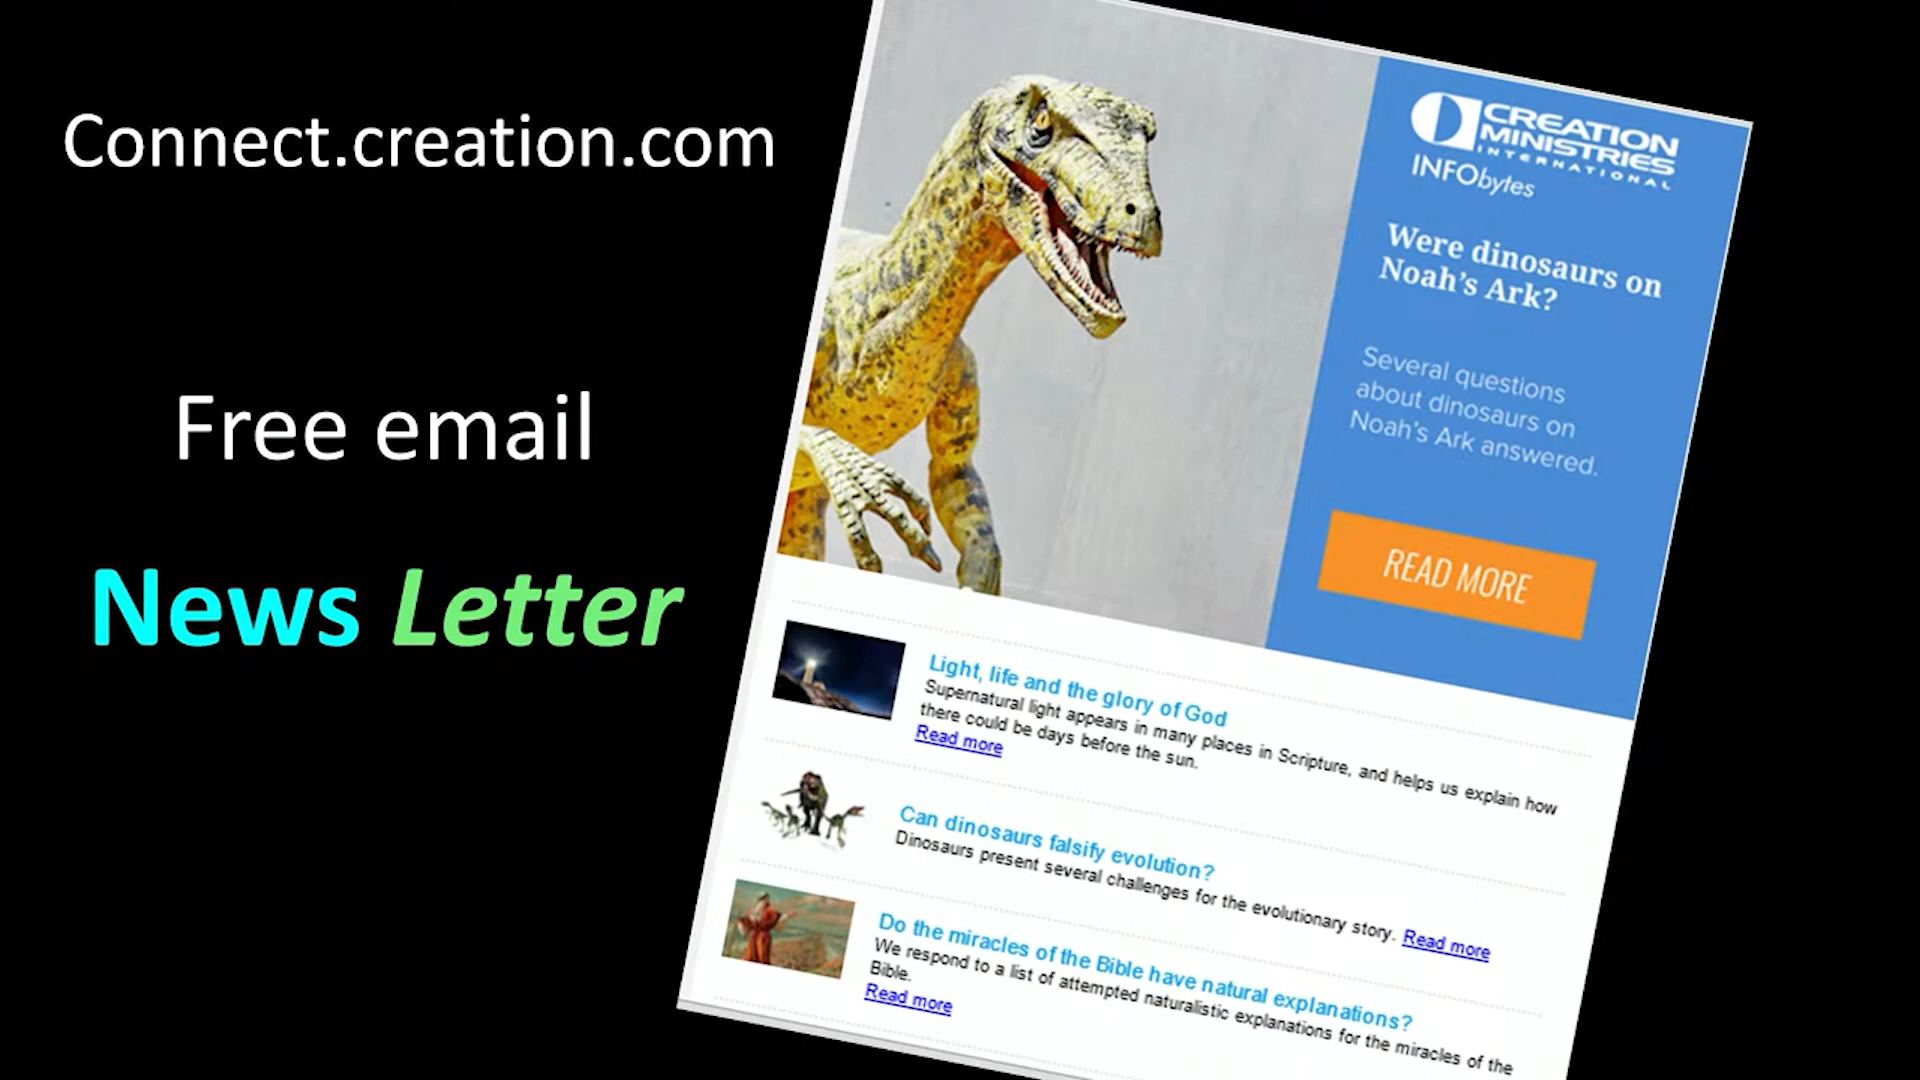 Connect.creation.com
Free email
News Letter
CREATION
MINISTRIES
INTERNATIONAL
INFObytes
Were dinosaurs on
Noah's Ark?
Several questions
about dinosaurs on
Noah's Ark answered.
READ MORE
Light, life and the glory of God
Supernatural light appears in many places in Scripture, and helps us explain how
there could be days before the sun.
Read more
Can dinosaurs falsify evolution?
Dinosaurs present several challenges for the evolutionary story. Read more
Do the miracles of the Bible have natural explanations?
We respond to a list of attempted naturalistic explanations for the miracles of the
Bible.
Read more